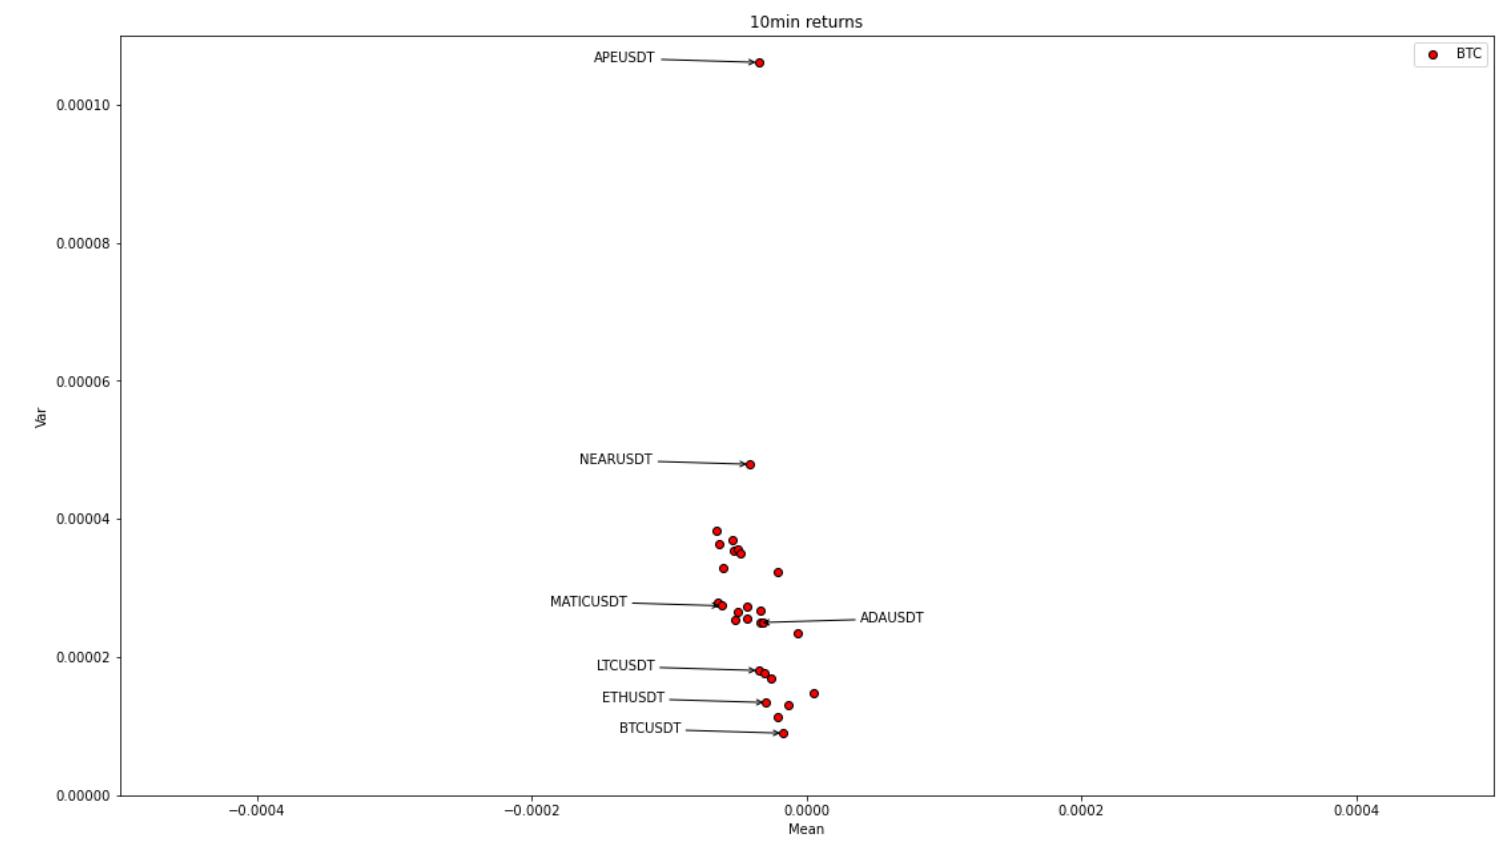 10min returns
APEUSDT
BTC
0.00010
0.00008
0.00006
Var
NEARUSDT
0.00004
MATICUSDT
ADAUSDT
0.00002
LTCUSDT
ETHUSDT
BTCUSDT
0.00000
−0.0004 −0.0002 0.0000 0.0002 0.0004
Mean